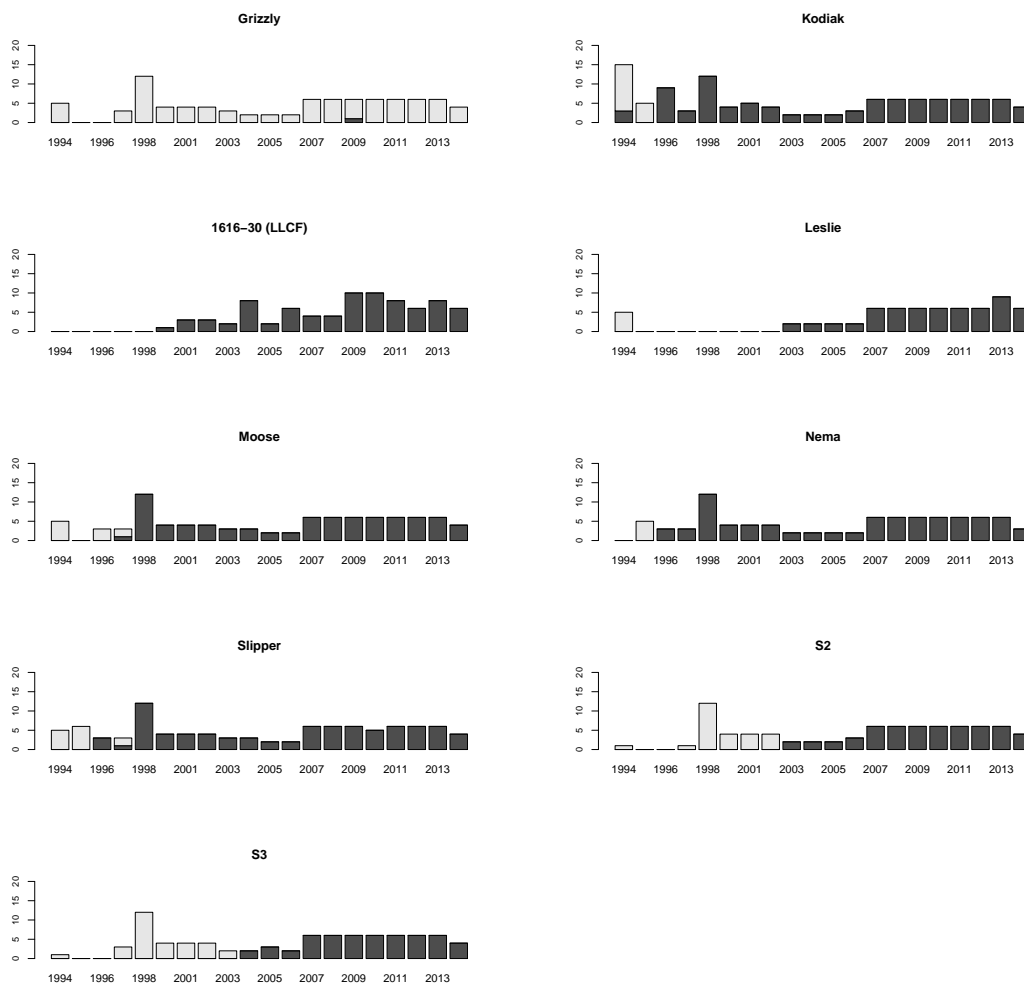 Grizzly
0 5 10 15 20
1994 1996 1998 2001 2003 2005 2007 2009 2011 2013
Kodiak
0 5 10 15 20
1994 1996 1998 2001 2003 2005 2007 2009 2011 2013
1616−30 (LLCF)
0 5 10 15 20
1994 1996 1998 2001 2003 2005 2007 2009 2011 2013
Leslie
0 5 10 15 20
1994 1996 1998 2001 2003 2005 2007 2009 2011 2013
Moose
0 5 10 15 20
1994 1996 1998 2001 2003 2005 2007 2009 2011 2013
Nema
0 5 10 15 20
1994 1996 1998 2001 2003 2005 2007 2009 2011 2013
Slipper
0 5 10 15 20
1994 1996 1998 2001 2003 2005 2007 2009 2011 2013
S2
0 5 10 15 20
1994 1996 1998 2001 2003 2005 2007 2009 2011 2013
S3
0 5 10 15 20
1994 1996 1998 2001 2003 2005 2007 2009 2011 2013